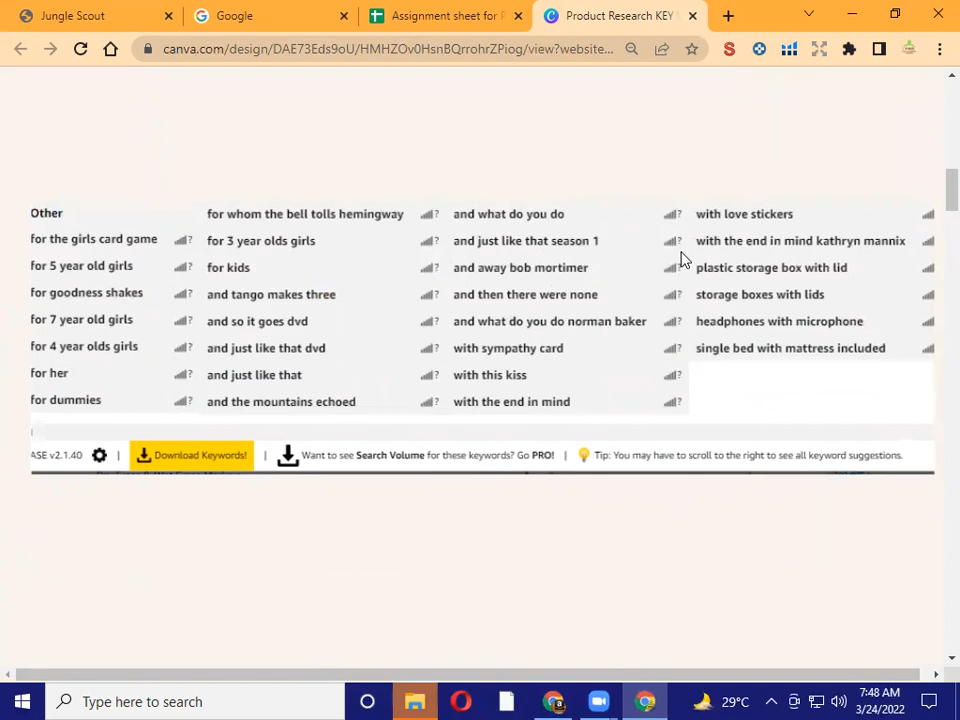 Jungle Scout
Google
Assignment sheet for P
Product Research KEY
canva.com/design/DAE73Eds9oU/HMHZOv0HsnBQrrohrZPiog/view?website...
Other
for the girls card game
for 5 year old girls
for goodness shakes
for 7 year old girls
for 4 year olds girls
for her
for dummies
for whom the bell tolls hemingway
for 3 year olds girls
for kids
and tango makes three
and so it goes dvd
and just like that dvd
and just like that
and the mountains echoed
and what do you do
and just like that season 1
and away bob mortimer
and then there were none
and what do you do norman baker
with sympathy card
with this kiss
with the end in mind
with love stickers
with the end in mind kathryn mannix
plastic storage box with lid
storage boxes with lids
headphones with microphone
single bed with mattress included
ASE v2.1.40 | Download Keywords! | Want to see Search Volume for these keywords? Go PRO! | Tip: You may have to scroll to the right to see all keyword suggestions.
Type here to search
29°C
7:48 AM
3/24/2022